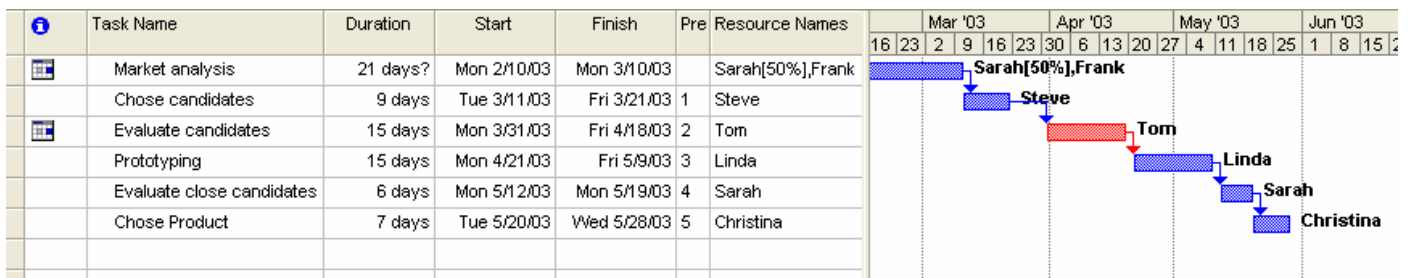 Task Name Duration Start Finish Pre Resource Names Mar '03 Apr '03 May '03 Jun '03
16 23 2 9 16 23 30 6 13 20 27 4 11 18 25 1 8 15
Market analysis 21 days? Mon 2/10/03 Mon 3/10/03 Sarah[50%],Frank Sarah[50%],Frank
Chose candidates 9 days Tue 3/11/03 Fri 3/21/03 1 Steve Steve
Evaluate candidates 15 days Mon 3/31/03 Fri 4/18/03 2 Tom Tom
Prototyping 15 days Mon 4/21/03 Fri 5/9/03 3 Linda Linda
Evaluate close candidates 6 days Mon 5/12/03 Mon 5/19/03 4 Sarah Sarah
Chose Product 7 days Tue 5/20/03 Wed 5/28/03 5 Christina Christina